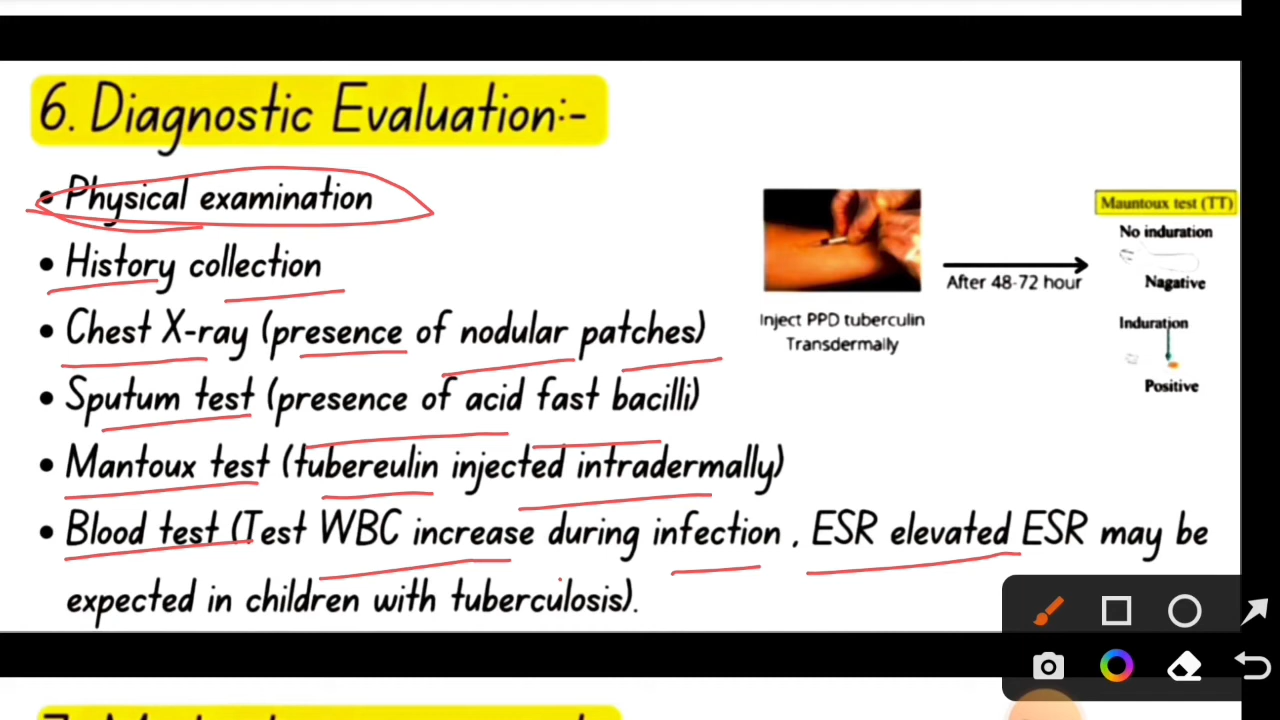 6. Diagnostic Evaluation:-
• Physical examination
• History collection
• Chest X-ray (presence of nodular patches)
• Sputum test (presence of acid fast bacilli)
• Mantoux test (tubereulin injected intradermally)
• Blood test (Test WBC increase during infection , ESR elevated ESR may be
expected in children with tuberculosis).
Inject PPD tuberculin
Transdermally
After 48-72 hour
Mauntoux test (TT)
No induration
Nagative
Induration
Positive